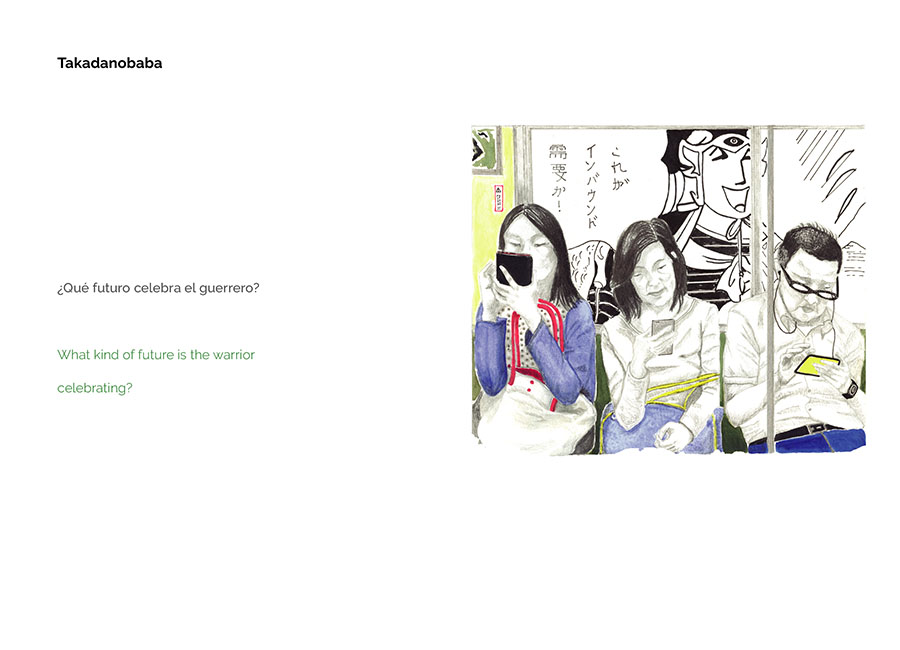 Takadanobaba
¿Qué futuro celebra el guerrero?
What kind of future is the warrior
celebrating?
これが
インバウンド
需要か!